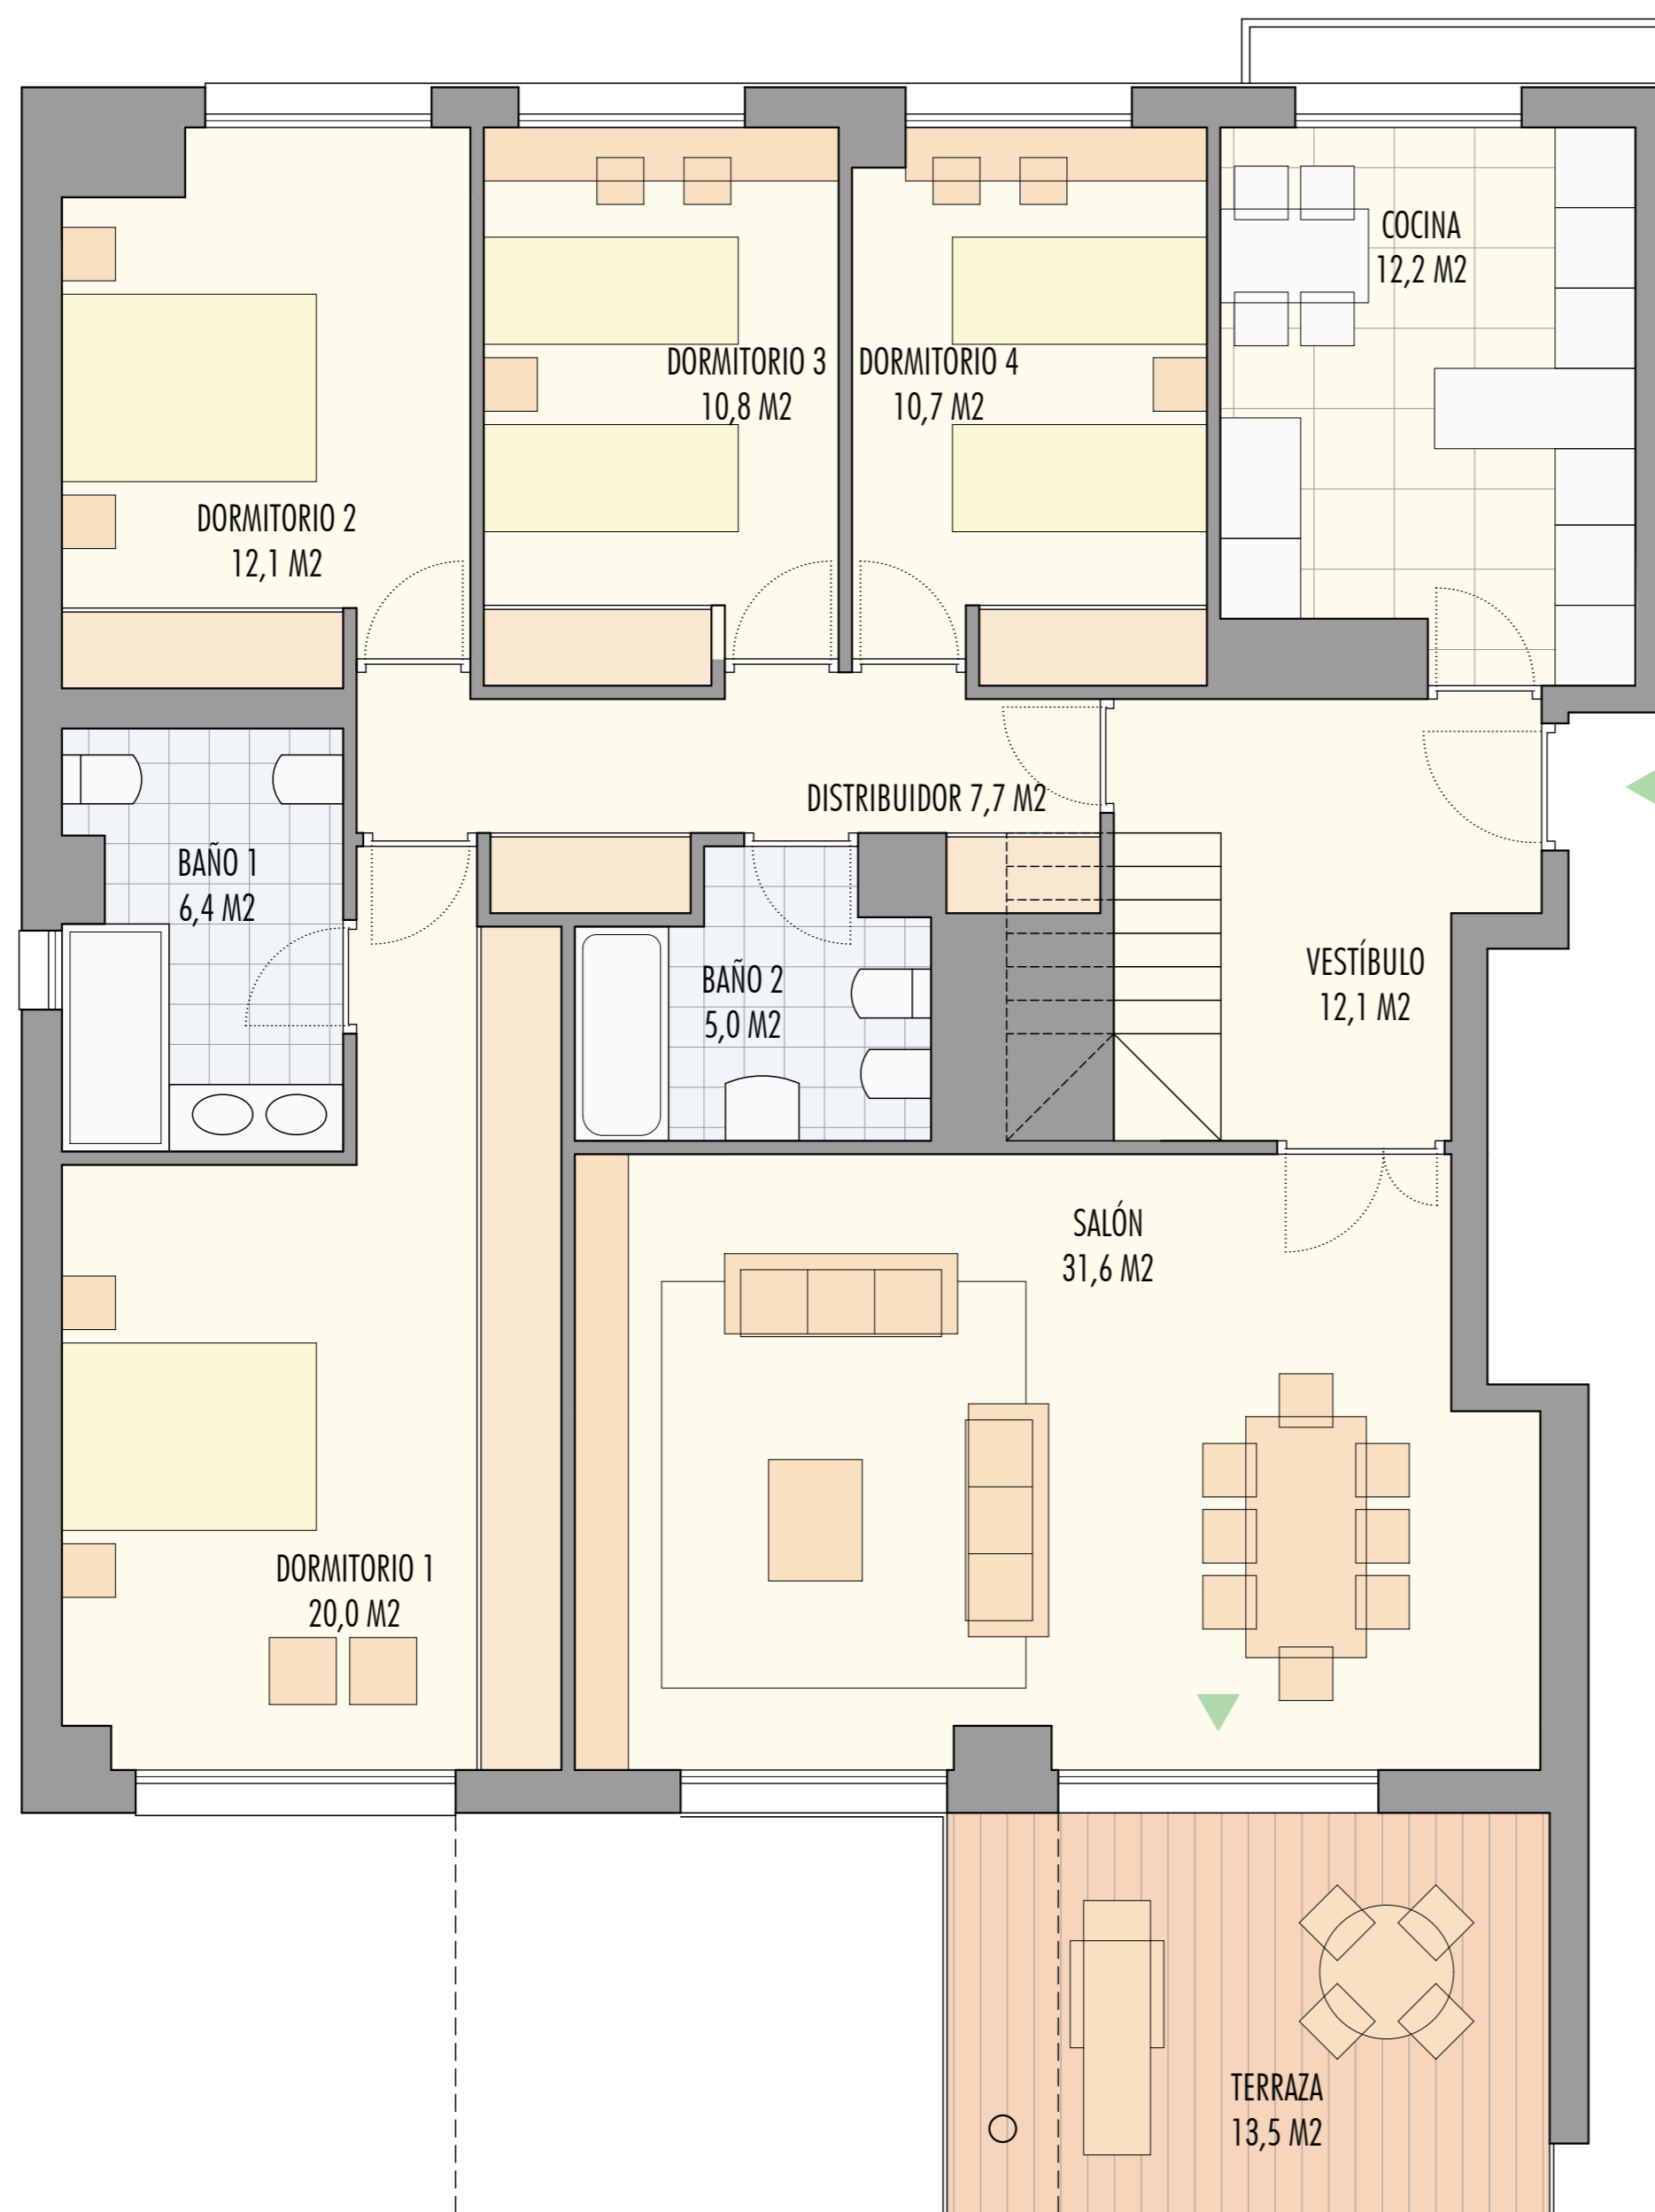 COCINA
12,2 M2
DORMITORIO 3
10,8 M2
DORMITORIO 4
10,7 M2
DORMITORIO 2
12,1 M2
DISTRIBUIDOR 7,7 M2
BAÑO 1
6,4 M2
BAÑO 2
5,0 M2
VESTÍBULO
12,1 M2
SALÓN
31,6 M2
DORMITORIO 1
20,0 M2
TERRAZA
13,5 M2